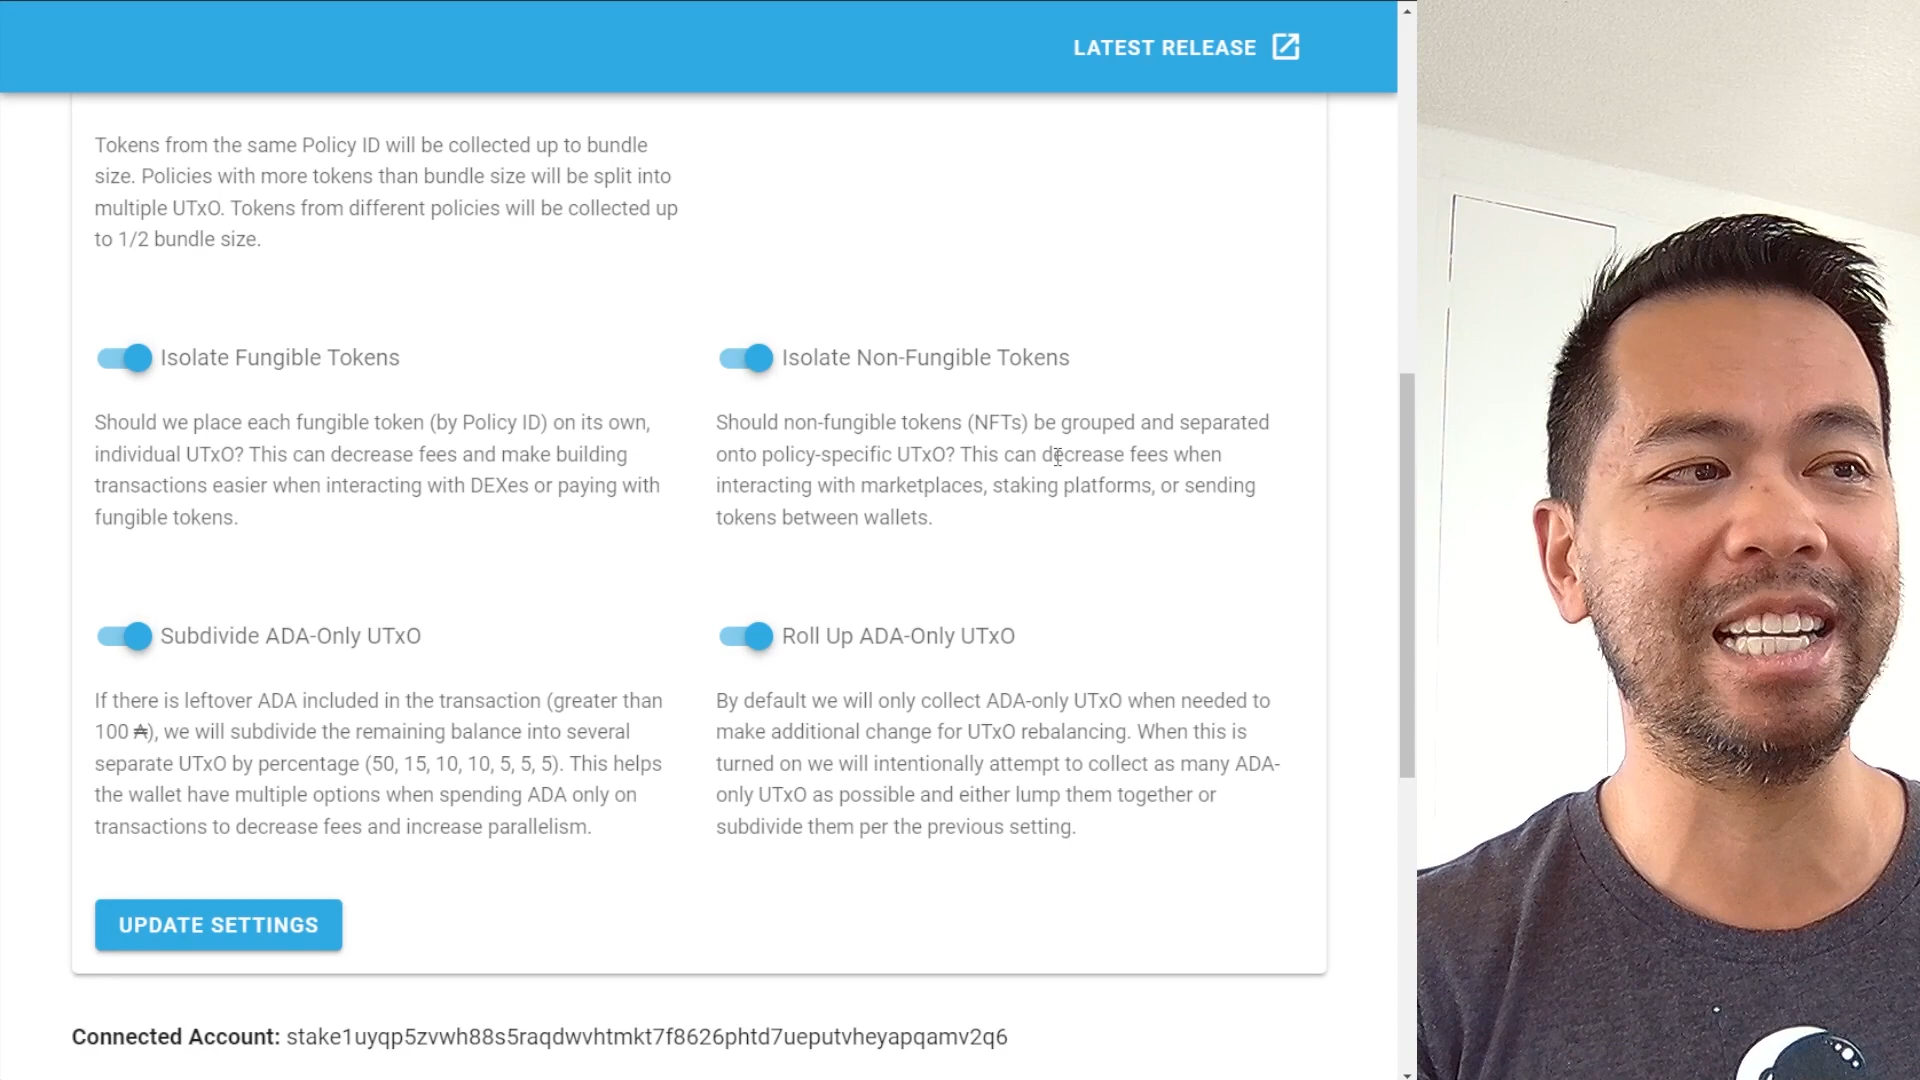 LATEST RELEASE
Tokens from the same Policy ID will be collected up to bundle
size. Policies with more tokens than bundle size will be split into
multiple UTxO. Tokens from different policies will be collected up
to 1/2 bundle size.
Isolate Fungible Tokens
Should we place each fungible token (by Policy ID) on its own,
individual UTxO? This can decrease fees and make building
transactions easier when interacting with DEXes or paying with
fungible tokens.
Isolate Non-Fungible Tokens
Should non-fungible tokens (NFTs) be grouped and separated
onto policy-specific UTxO? This can decrease fees when
interacting with marketplaces, staking platforms, or sending
tokens between wallets.
Subdivide ADA-Only UTxO
If there is leftover ADA included in the transaction (greater than
100 ₳), we will subdivide the remaining balance into several
separate UTxO by percentage (50, 15, 10, 10, 5, 5, 5). This helps
the wallet have multiple options when spending ADA only on
transactions to decrease fees and increase parallelism.
Roll Up ADA-Only UTxO
By default we will only collect ADA-only UTxO when needed to
make additional change for UTxO rebalancing. When this is
turned on we will intentionally attempt to collect as many ADA-
only UTxO as possible and either lump them together or
subdivide them per the previous setting.
UPDATE SETTINGS
Connected Account: stake1uyqp5zvwh88s5raqdwvhtmkt7f8626phtd7ueputvheyapqamv2q6